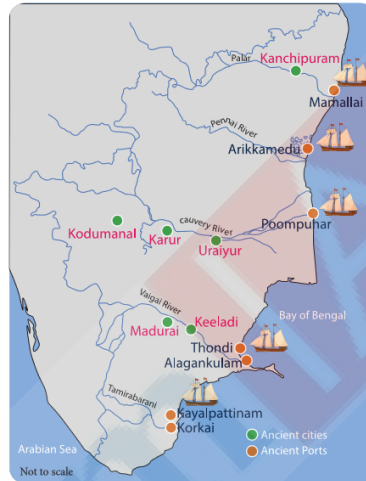 Kanchipuram
Palar
Mamallai
Pennai River
Arikkamedu
cauvery River
Poompuhar
Kodumanal
Karur
Uraiyur
Vaigai River
Bay of Bengal
Madurai
Keeladi
Thondi
Alagankulam
Tamirabarani
Kayalpattinam
Korkai
Arabian Sea
Ancient cities
Ancient Ports
Not to scale